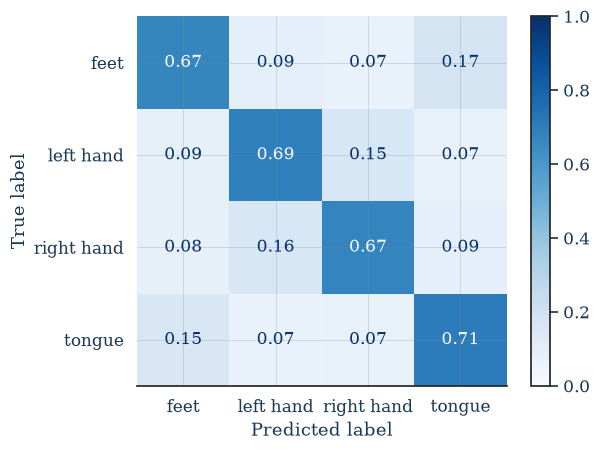 feet 0.67 0.09 0.07 0.17
left hand 0.09 0.69 0.15 0.07
right hand 0.08 0.16 0.67 0.09
tongue 0.15 0.07 0.07 0.71
feet left hand right hand tongue
Predicted label
True label
1.0
0.8
0.6
0.4
0.2
0.0